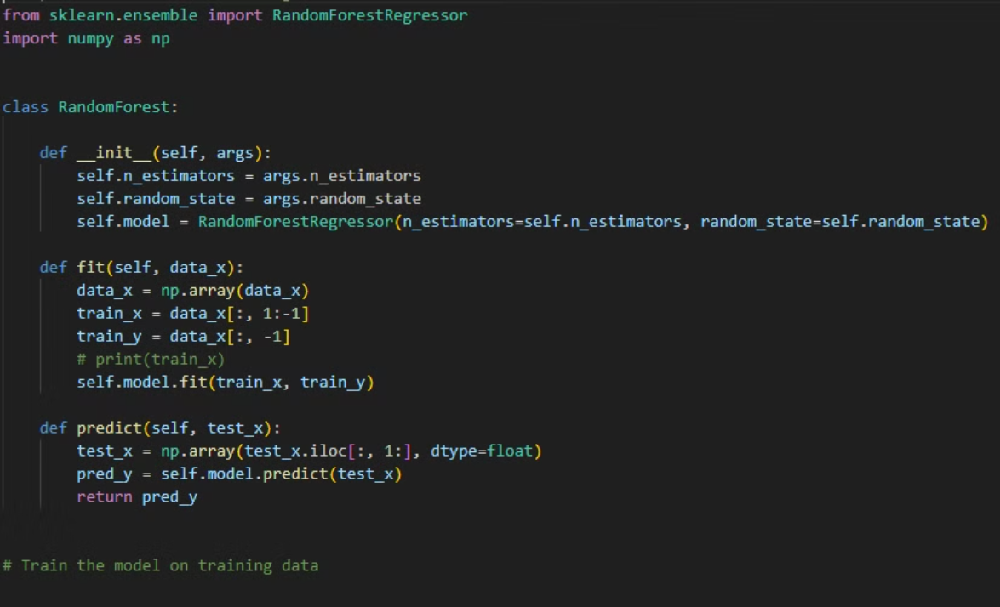 from sklearn.ensemble import RandomForestRegressor
import numpy as np
class RandomForest:
    def __init__(self, args):
        self.n_estimators = args.n_estimators
        self.random_state = args.random_state
        self.model = RandomForestRegressor(n_estimators=self.n_estimators, random_state=self.random_state)
    def fit(self, data_x):
        data_x = np.array(data_x)
        train_x = data_x[:, 1:-1]
        train_y = data_x[:, -1]
        # print(train_x)
        self.model.fit(train_x, train_y)
    def predict(self, test_x):
        test_x = np.array(test_x.iloc[:, 1:], dtype=float)
        pred_y = self.model.predict(test_x)
        return pred_y
# Train the model on training data